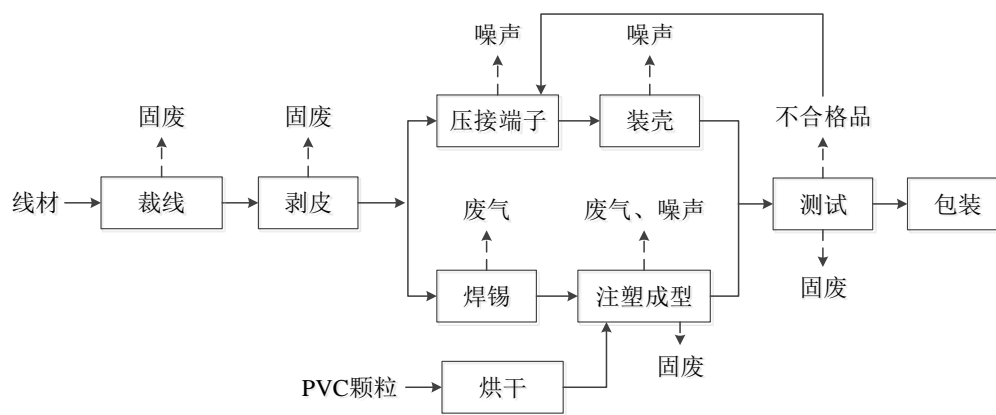 噪声
噪声
固废
固废
压接端子
装壳
不合格品
线材
裁线
剥皮
测试
包装
废气
废气、噪声
焊锡
注塑成型
固废
固废
PVC颗粒
烘干